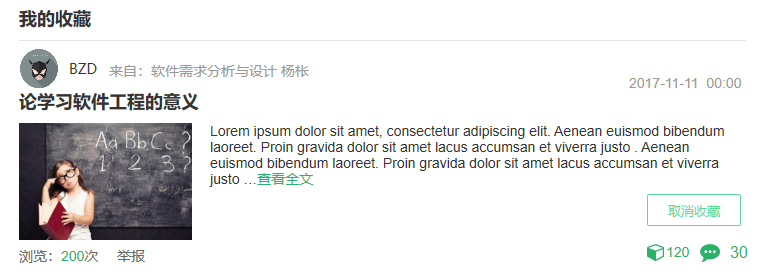 我的收藏
BZD 来自：软件需求分析与设计 杨枨
2017-11-11 00:00
论学习软件工程的意义
Aa Bb Cc ?
1 2 3?
Lorem ipsum dolor sit amet, consectetur adipiscing elit. Aenean euismod bibendum
laoreet. Proin gravida dolor sit amet lacus accumsan et viverra justo . Aenean
euismod bibendum laoreet. Proin gravida dolor sit amet lacus accumsan et viverra
justo …查看全文
取消收藏
浏览：200次 举报
120 30